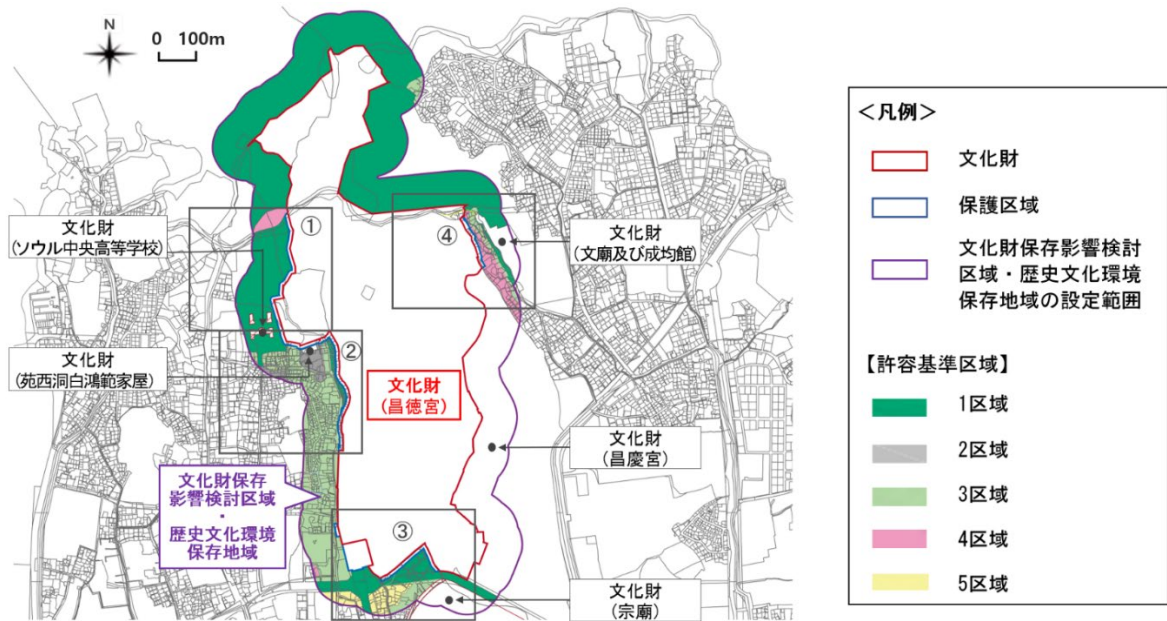 N
0 100m
文化財
(ソウル中央高等学校)
文化財
(苑西洞白鴻範家屋)
①
②
③
④
文化財
(文廟及び成均館)
文化財
(昌徳宮)
文化財
(昌慶宮)
文化財保存
影響検討区域
・
歴史文化環境
保存地域
文化財
(宗廟)
<凡例>
文化財
保護区域
文化財保存影響検討
区域・歴史文化環境
保存地域の設定範囲
【許容基準区域】
1区域
2区域
3区域
4区域
5区域